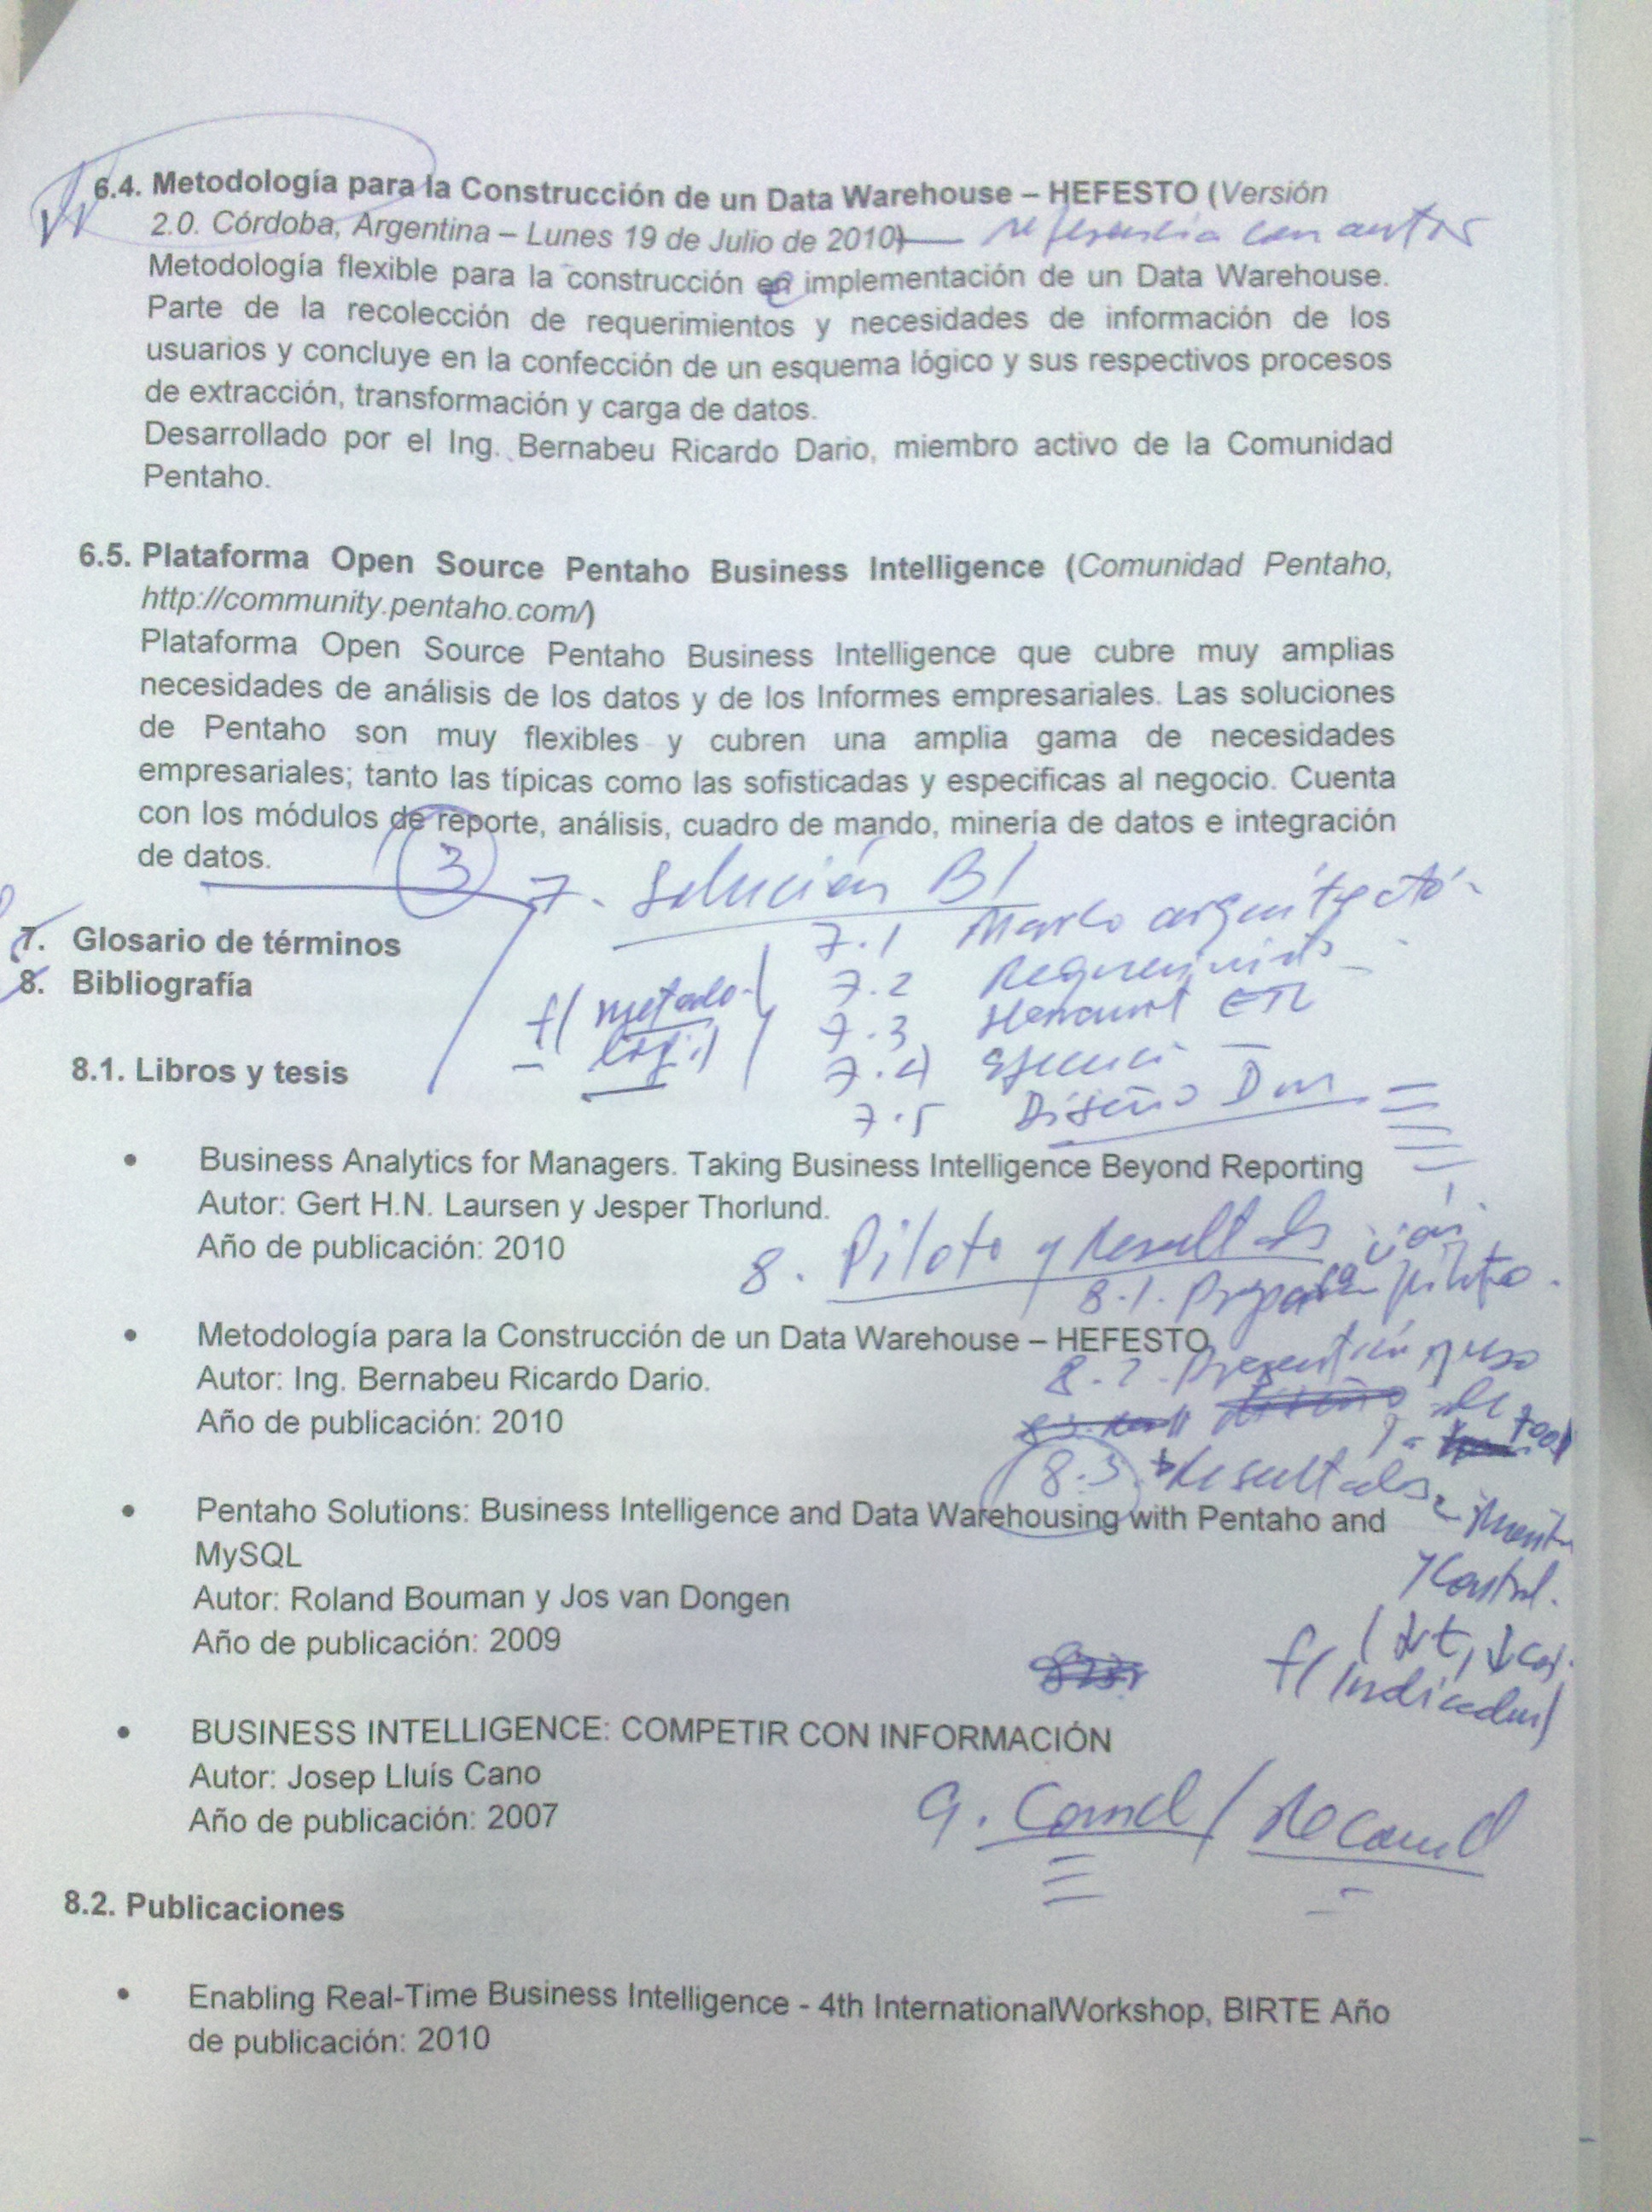 6.4. Metodología para la Construcción de un Data Warehouse – HEFESTO (Versión
2.0. Córdoba, Argentina – Lunes 19 de Julio de 2010)
referencia con autor
Metodología flexible para la construcción e implementación de un Data Warehouse.
Parte de la recolección de requerimientos y necesidades de información de los
usuarios y concluye en la confección de un esquema lógico y sus respectivos procesos
de extracción, transformación y carga de datos.
Desarrollado por el Ing. Bernabeu Ricardo Dario, miembro activo de la Comunidad
Pentaho.
6.5. Plataforma Open Source Pentaho Business Intelligence (Comunidad Pentaho,
http://community.pentaho.com/)
Plataforma Open Source Pentaho Business Intelligence que cubre muy amplias
necesidades de análisis de los datos y de los Informes empresariales. Las soluciones
de Pentaho son muy flexibles y cubren una amplia gama de necesidades
empresariales; tanto las típicas como las sofisticadas y especificas al negocio. Cuenta
con los módulos de reporte, análisis, cuadro de mando, minería de datos e integración
de datos.
3
7. Solución BI
7.1 Marco arquitectó
7.2
7.3 ETL
7.4
7.5 Diseño DM
7. Glosario de términos
8. Bibliografía
8.1. Libros y tesis
• Business Analytics for Managers. Taking Business Intelligence Beyond Reporting
Autor: Gert H.N. Laursen y Jesper Thorlund.
Año de publicación: 2010
8. Piloto y Resultados
8.1. piloto.
• Metodología para la Construcción de un Data Warehouse – HEFESTO
Autor: Ing. Bernabeu Ricardo Dario.
Año de publicación: 2010
8.2. Presentación y uso
de tool
8.3. Resultados
• Pentaho Solutions: Business Intelligence and Data Warehousing with Pentaho and
MySQL
Autor: Roland Bouman y Jos van Dongen
Año de publicación: 2009
y Control.
• BUSINESS INTELLIGENCE: COMPETIR CON INFORMACIÓN
Autor: Josep Lluís Cano
Año de publicación: 2007
9. Concl / Recomd
8.2. Publicaciones
• Enabling Real-Time Business Intelligence - 4th InternationalWorkshop, BIRTE Año
de publicación: 2010